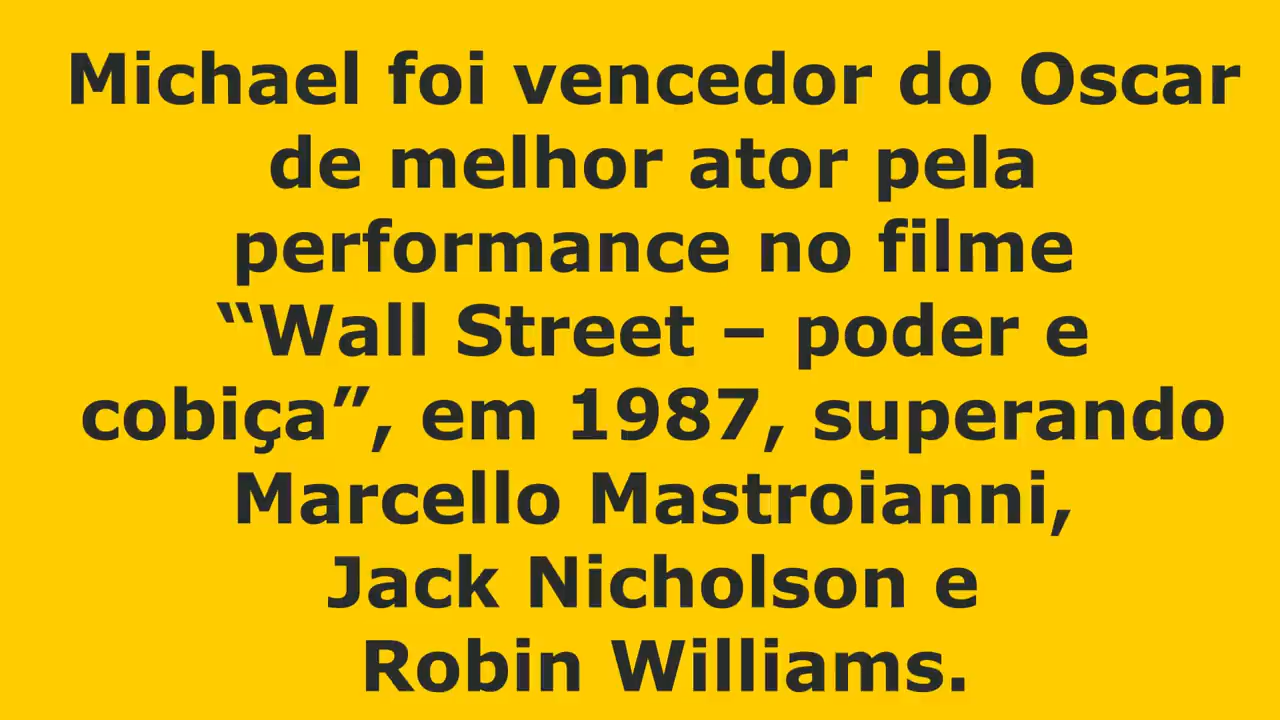 Michael foi vencedor do Oscar
de melhor ator pela
performance no filme
“Wall Street – poder e
cobiça”, em 1987, superando
Marcello Mastroianni,
Jack Nicholson e
Robin Williams.